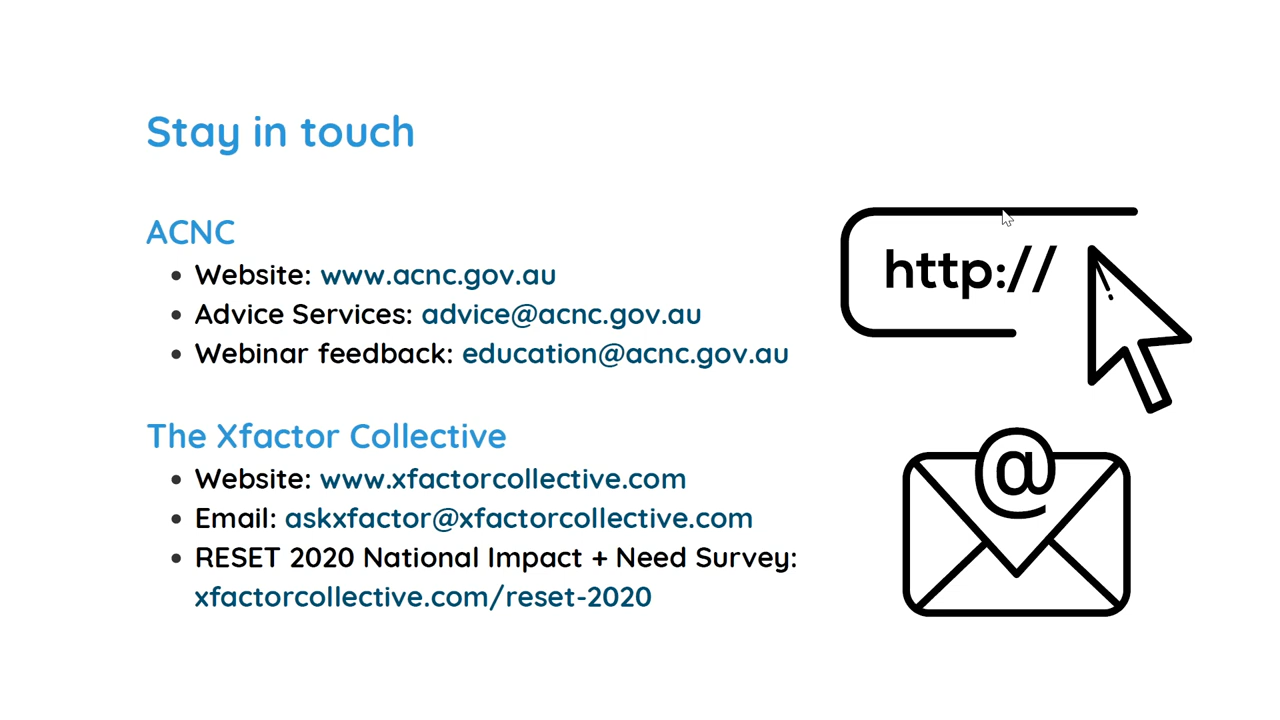 Stay in touch
ACNC
Website: www.acnc.gov.au
Advice Services: advice@acnc.gov.au
Webinar feedback: education@acnc.gov.au
The Xfactor Collective
Website: www.xfactorcollective.com
Email: askxfactor@xfactorcollective.com
RESET 2020 National Impact + Need Survey:
xfactorcollective.com/reset-2020
http://
@